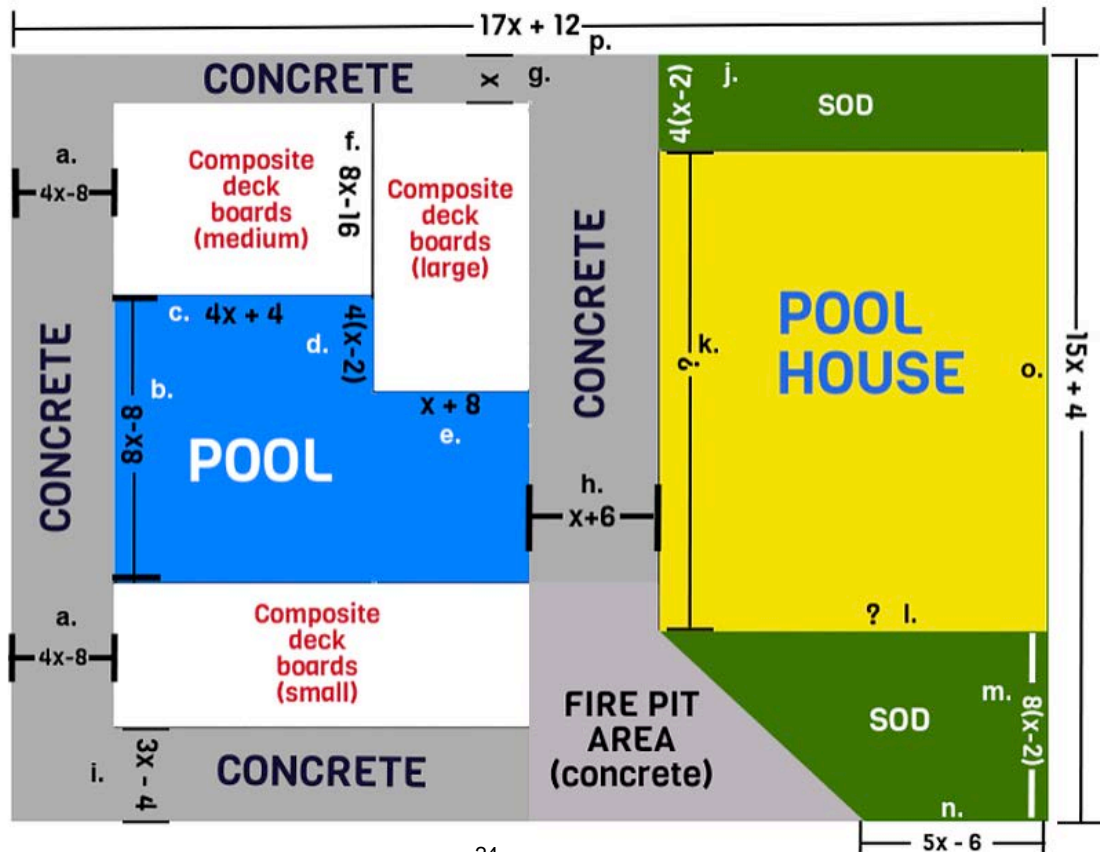 17x + 12
p.
CONCRETE
x
g.
4(x-2)
j.
SOD
a.
4x-8
Composite
deck
boards
(medium)
f.
8x-16
Composite
deck
boards
(large)
CONCRETE
c. 4x + 4
d.
4(x-2)
b.
8x-8
x + 8
e.
POOL
CONCRETE
POOL
HOUSE
k.
?
o.
15x + 4
h.
x+6
a.
4x-8
Composite
deck
boards
(small)
? l.
FIRE PIT
AREA
(concrete)
SOD
m.
8(x-2)
i.
3x - 4
CONCRETE
n.
5x - 6